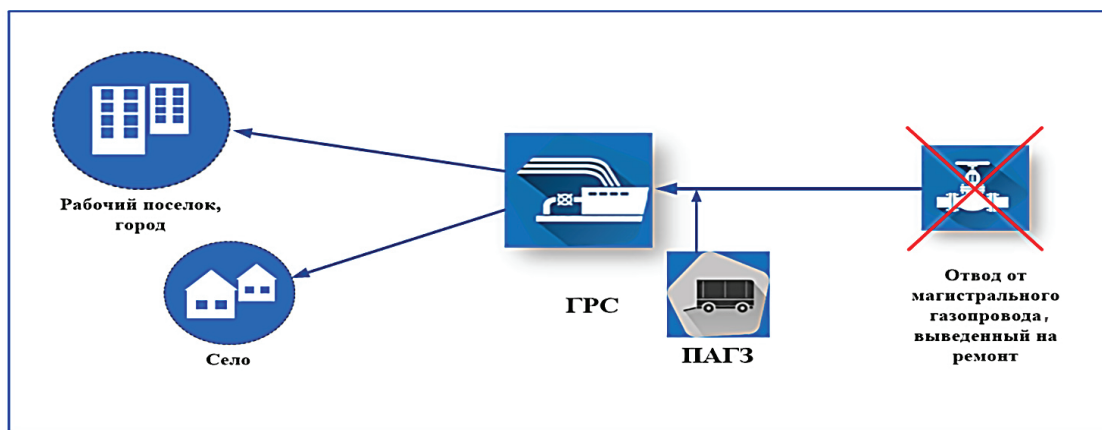 Рабочий поселок,
город
Село
ГРС
ПАГЗ
Отвод от
магистрального
газопровода,
выведенный на
ремонт